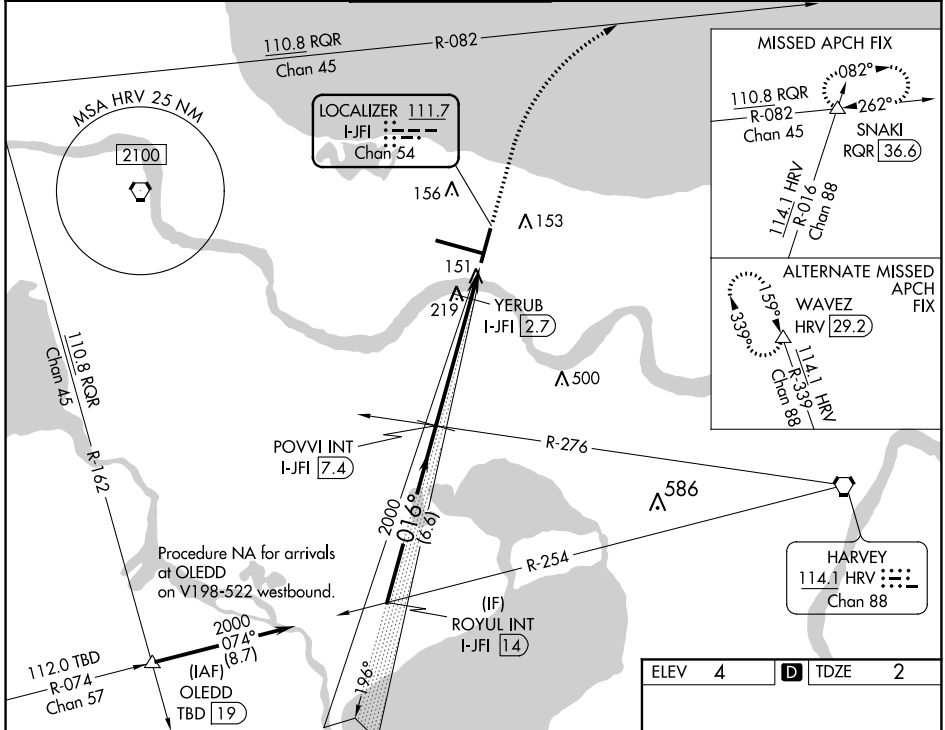 110.8 RQR
Chan 45
R-082
MSA HRV 25 NM
2100
LOCALIZER 111.7
I-JFI
Chan 54
156
153
151
219
YERUB
I-JFI 2.7
500
POVVI INT
I-JFI 7.4
R-276
586
2000
016°
(6.6)
R-254
(IF)
ROYUL INT
I-JFI 14
196°
110.8 RQR
Chan 45
R-162
Procedure NA for arrivals
at OLEDD
on V198-522 westbound.
2000
074°
(8.7)
112.0 TBD
R-074
Chan 57
(IAF)
OLEDD
TBD 19
HARVEY
114.1 HRV
Chan 88
MISSED APCH FIX
082°
262°
110.8 RQR
R-082
Chan 45
SNAKI
RQR 36.6
114.1 HRV
R-016
Chan 88
ALTERNATE MISSED
APCH
FIX
159°
339°
WAVEZ
HRV 29.2
114.1 HRV
R-339
Chan 88
ELEV 4 D TDZE 2